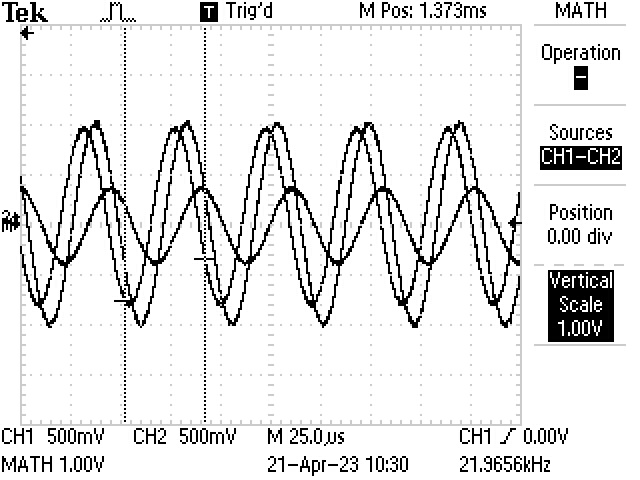 Tek T Trig'd M Pos: 1.373ms MATH
Operation
−
Sources
CH1−CH2
Position
0.00 div
Vertical
Scale
1.00V
CH1 500mV CH2 500mV M 25.0µs CH1 0.00V
MATH 1.00V 21-Apr-23 10:30 21.9656kHz